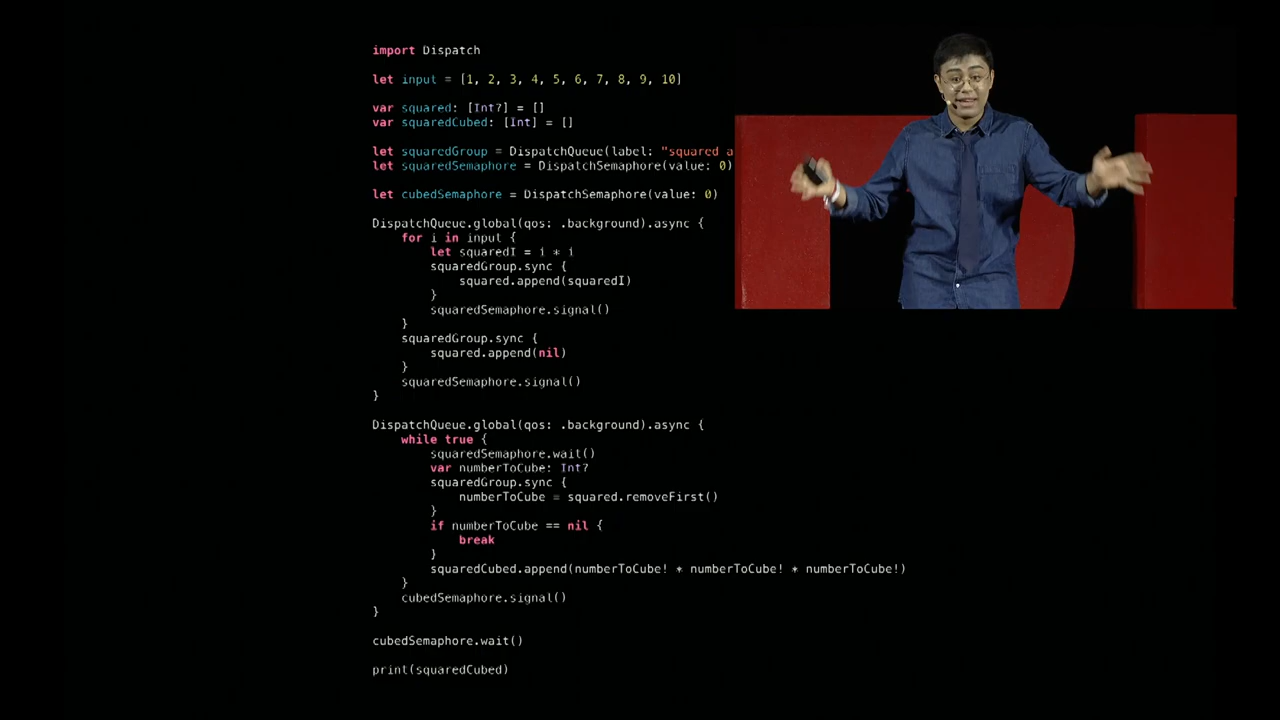 import Dispatch
let input = [1, 2, 3, 4, 5, 6, 7, 8, 9, 10]
var squared: [Int?] = []
var squaredCubed: [Int] = []
let squaredGroup = DispatchQueue(label: "squared a
let squaredSemaphore = DispatchSemaphore(value: 0)
let cubedSemaphore = DispatchSemaphore(value: 0)
DispatchQueue.global(qos: .background).async {
for i in input {
let squaredI = i * i
squaredGroup.sync {
squared.append(squaredI)
}
squaredSemaphore.signal()
}
squaredGroup.sync {
squared.append(nil)
}
squaredSemaphore.signal()
}
DispatchQueue.global(qos: .background).async {
while true {
squaredSemaphore.wait()
var numberToCube: Int?
squaredGroup.sync {
numberToCube = squared.removeFirst()
}
if numberToCube == nil {
break
}
squaredCubed.append(numberToCube! * numberToCube! * numberToCube!)
}
cubedSemaphore.signal()
}
cubedSemaphore.wait()
print(squaredCubed)